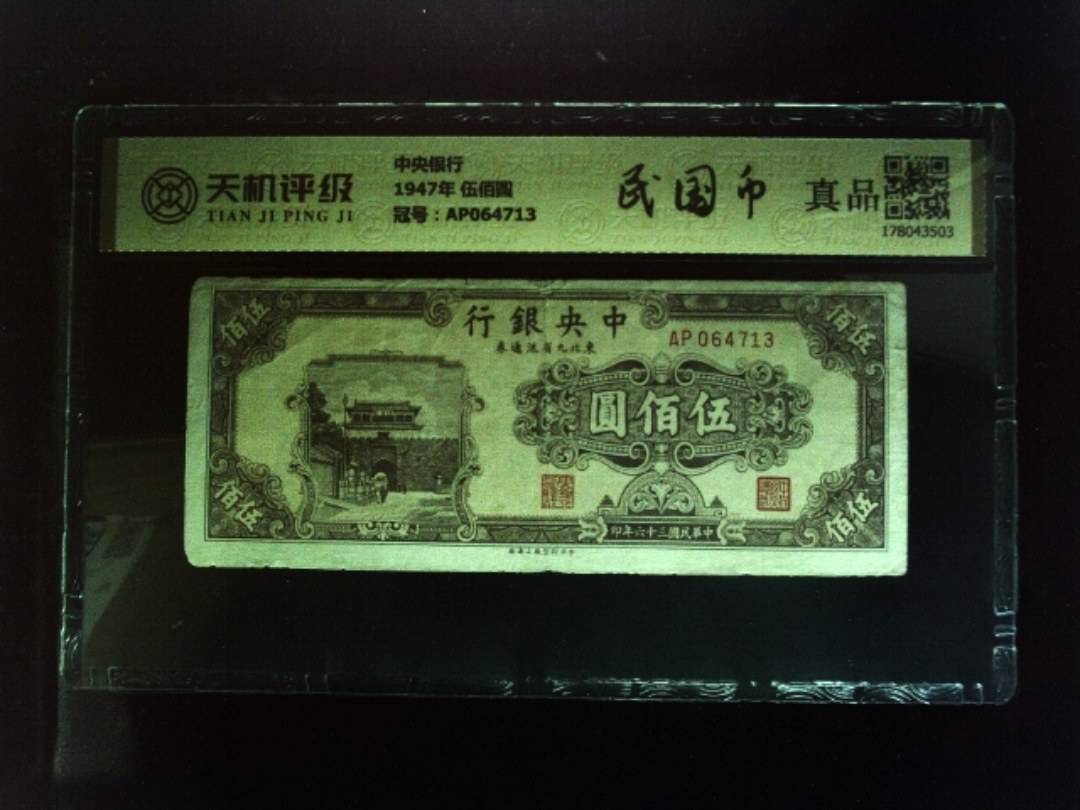 天机评级
TIAN JI PING JI
中央银行
1947年 伍佰圓
冠号：AP064713
民国币
真品
178043503
中央銀行
東北九省流通券
AP 064713
伍佰
伍佰
伍佰圓
伍佰
伍佰
中華民國三十六年印